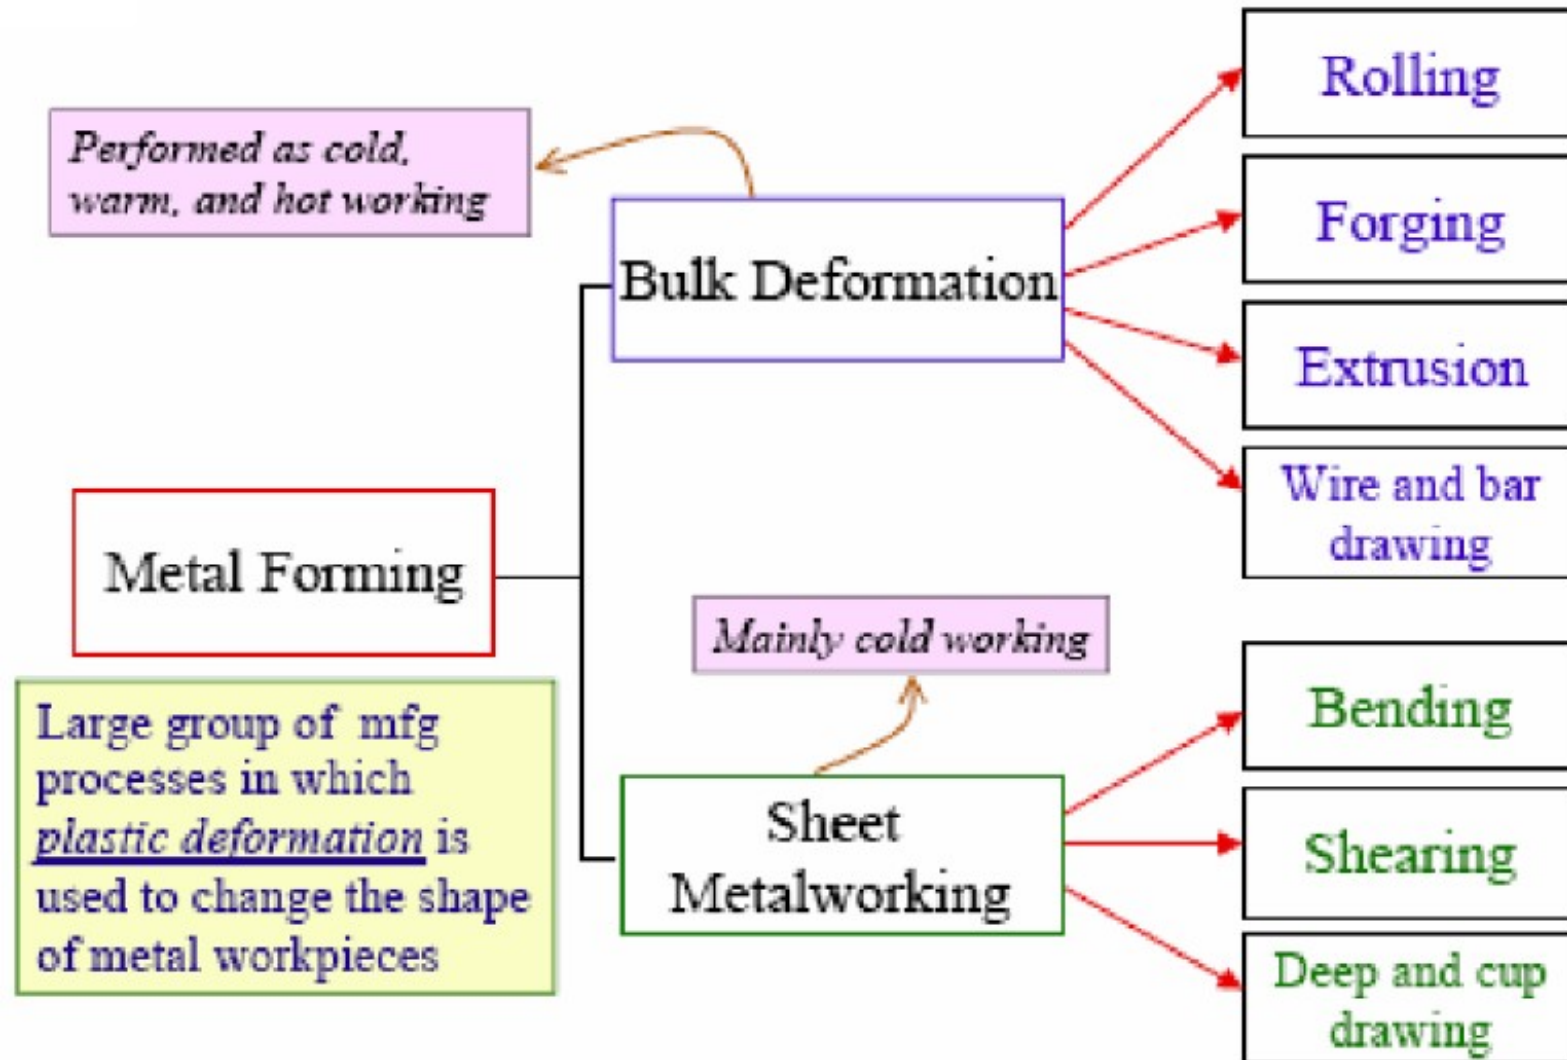 Performed as cold,
warm, and hot working
Bulk Deformation
Rolling
Forging
Extrusion
Wire and bar
drawing
Metal Forming
Large group of mfg
processes in which
plastic deformation is
used to change the shape
of metal workpieces
Mainly cold working
Sheet
Metalworking
Bending
Shearing
Deep and cup
drawing